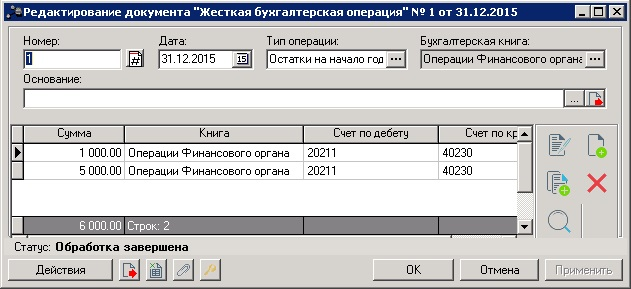 Редактирование документа "Жесткая бухгалтерская операция" № 1 от 31.12.2015
Номер: Дата: Тип операции: Бухгалтерская книга:
1 31.12.2015 15 Остатки на начало год ... Операции Финансового органа ...
Основание:
...
Сумма Книга Счет по дебету Счет по кр
1 000.00 Операции Финансового органа 20211 40230
5 000.00 Операции Финансового органа 20211 40230
6 000.00 Строк: 2
Статус: Обработка завершена
Действия OK Отмена Применить